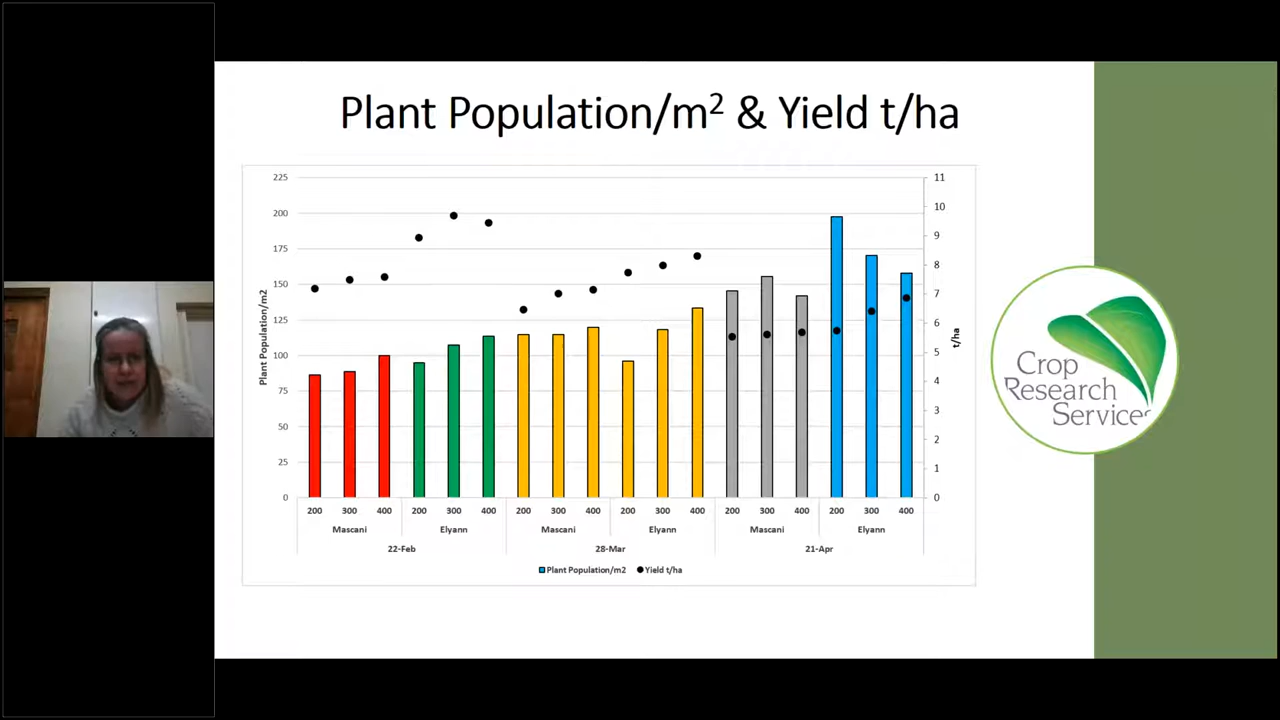 Plant Population/m² & Yield t/ha
225
200
175
150
125
100
75
50
25
0
Plant Population/m2
11
10
9
8
7
6
5
4
3
2
1
0
t/ha
200 300 400 200 300 400 200 300 400 200 300 400 200 300 400 200 300 400
Mascani Elyann Mascani Elyann Mascani Elyann
22-Feb 28-Mar 21-Apr
Plant Population/m2 Yield t/ha
Crop
Research
Services